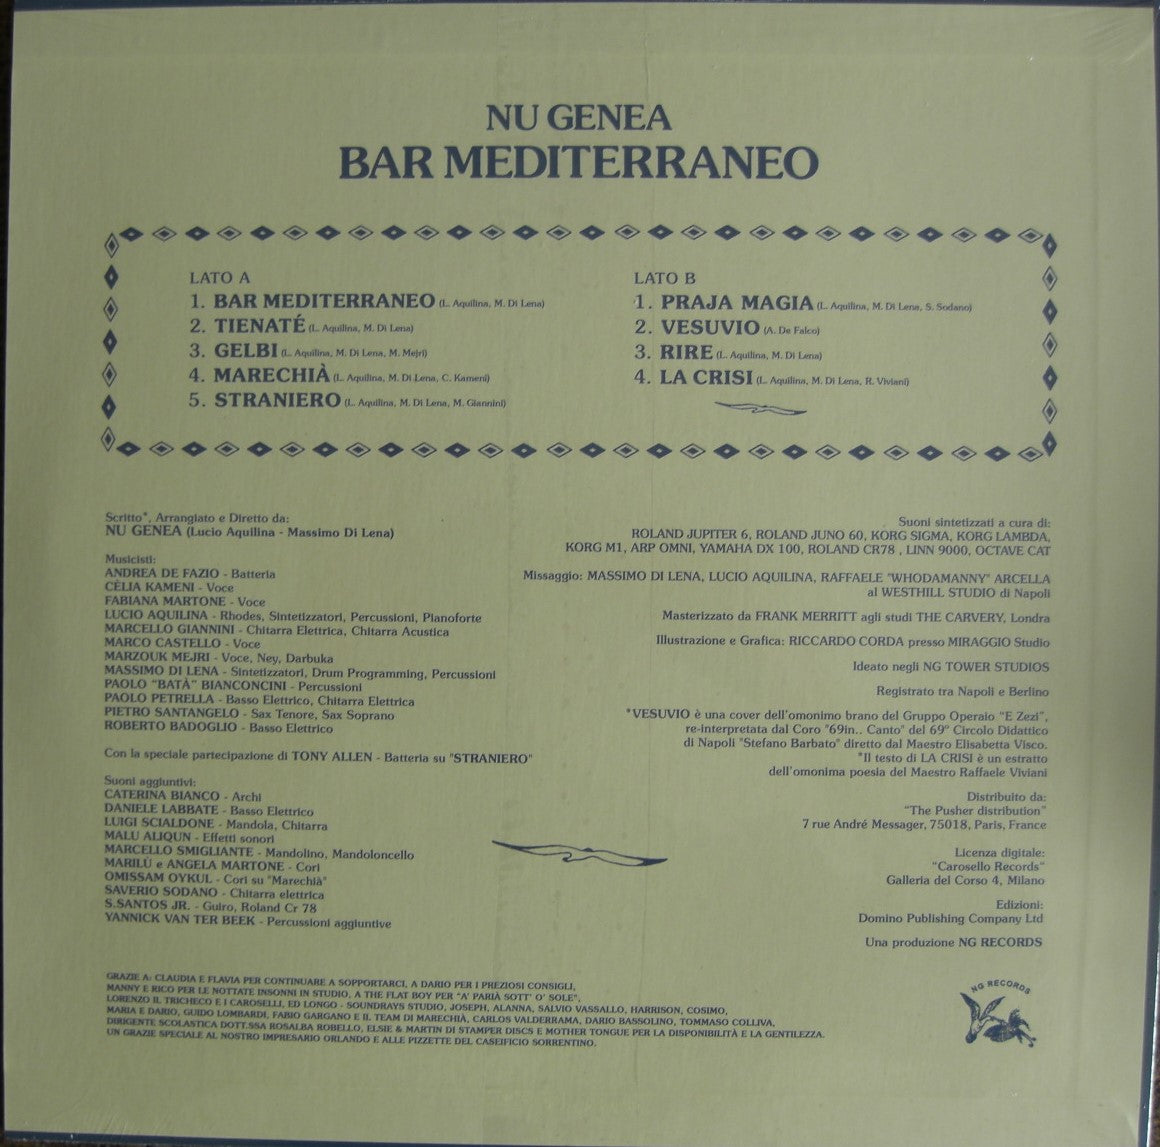 NU GENEA
BAR MEDITERRANEO
LATO A
1. BAR MEDITERRANEO (L. Aquilina, M. Di Lena)
2. TIENATÉ (L. Aquilina, M. Di Lena)
3. GELBI (L. Aquilina, M. Di Lena, M. Mejri)
4. MARECHIÀ (L. Aquilina, M. Di Lena, C. Kameni)
5. STRANIERO (L. Aquilina, M. Di Lena, M. Giannini)
LATO B
1. PRAJA MAGIA (L. Aquilina, M. Di Lena, S. Sodano)
2. VESUVIO (A. De Falco)
3. RIRE (L. Aquilina, M. Di Lena)
4. LA CRISI (L. Aquilina, M. Di Lena, R. Viviani)
Scritto*, Arrangiato e Diretto da:
NU GENEA (Lucio Aquilina - Massimo Di Lena)
Musicisti:
ANDREA DE FAZIO - Batteria
CÉLIA KAMENI - Voce
FABIANA MARTONE - Voce
LUCIO AQUILINA - Rhodes, Sintetizzatori, Percussioni, Pianoforte
MARCELLO GIANNINI - Chitarra Elettrica, Chitarra Acustica
MARCO CASTELLO - Voce
MARZOUK MEJRI - Voce, Ney, Darbuka
MASSIMO DI LENA - Sintetizzatori, Drum Programming, Percussioni
PAOLO "BATÀ" BIANCONCINI - Percussioni
PAOLO PETRELLA - Basso Elettrico, Chitarra Elettrica
PIETRO SANTANGELO - Sax Tenore, Sax Soprano
ROBERTO BADOGLIO - Basso Elettrico
Con la speciale partecipazione di TONY ALLEN - Batteria su "STRANIERO"
Suoni aggiuntivi:
CATERINA BIANCO - Archi
DANIELE LABBATE - Basso Elettrico
LUIGI SCIALDONE - Mandola, Chitarra
MALU ALIQUN - Effetti sonori
MARCELLO SMIGLIANTE - Mandolino, Mandoloncello
MARILÙ e ANGELA MARTONE - Cori
OMISSAM OYKUL - Cori su "Marechià"
SAVERIO SODANO - Chitarra elettrica
S.SANTOS JR. - Guiro, Roland Cr 78
YANNICK VAN TER BEEK - Percussioni aggiuntive
Suoni sintetizzati a cura di:
ROLAND JUPITER 6, ROLAND JUNO 60, KORG SIGMA, KORG LAMBDA,
KORG M1, ARP OMNI, YAMAHA DX 100, ROLAND CR78 , LINN 9000, OCTAVE CAT
Missaggio: MASSIMO DI LENA, LUCIO AQUILINA, RAFFAELE "WHODAMANNY" ARCELLA
al WESTHILL STUDIO di Napoli
Masterizzato da FRANK MERRITT agli studi THE CARVERY, Londra
Illustrazione e Grafica: RICCARDO CORDA presso MIRAGGIO Studio
Ideato negli NG TOWER STUDIOS
Registrato tra Napoli e Berlino
*VESUVIO è una cover dell'omonimo brano del Gruppo Operaio "E Zezi",
re-interpretata dal Coro "69in.. Canto" del 69º Circolo Didattico
di Napoli "Stefano Barbato" diretto dal Maestro Elisabetta Visco.
*Il testo di LA CRISI è un estratto
dell'omonima poesia del Maestro Raffaele Viviani
Distribuito da:
"The Pusher distribution"
7 rue André Messager, 75018, Paris, France
Licenza digitale:
"Carosello Records"
Galleria del Corso 4, Milano
Edizioni:
Domino Publishing Company Ltd
Una produzione NG RECORDS
GRAZIE A: CLAUDIA E FLAVIA PER CONTINUARE A SOPPORTARCI, A DARIO PER I PREZIOSI CONSIGLI,
MANNY E RICO PER LE NOTTATE INSONNI IN STUDIO, A THE FLAT BOY PER "A' PARIÀ SOTT' O' SOLE",
LORENZO IL TRICHECO E I CAROSELLI, ED LONGO - SOUNDRAYS STUDIO, JOSEPH, ALANNA, SALVIO VASSALLO, HARRISON, COSIMO,
MARIA E DARIO, GUIDO LOMBARDI, FABIO GARGANO E IL TEAM DI MARECHIÀ, CARLOS VALDERRAMA, DARIO BASSOLINO, TOMMASO COLLIVA,
DIRIGENTE SCOLASTICA DOTT.SSA ROSALBA ROBELLO, ELSIE & MARTIN DI STAMPER DISCS E MOTHER TONGUE PER LA DISPONIBILITÀ E LA GENTILEZZA.
UN GRAZIE SPECIALE AL NOSTRO IMPRESARIO ORLANDO E ALLE PIZZETTE DEL CASEIFICIO SORRENTINO.
NG RECORDS